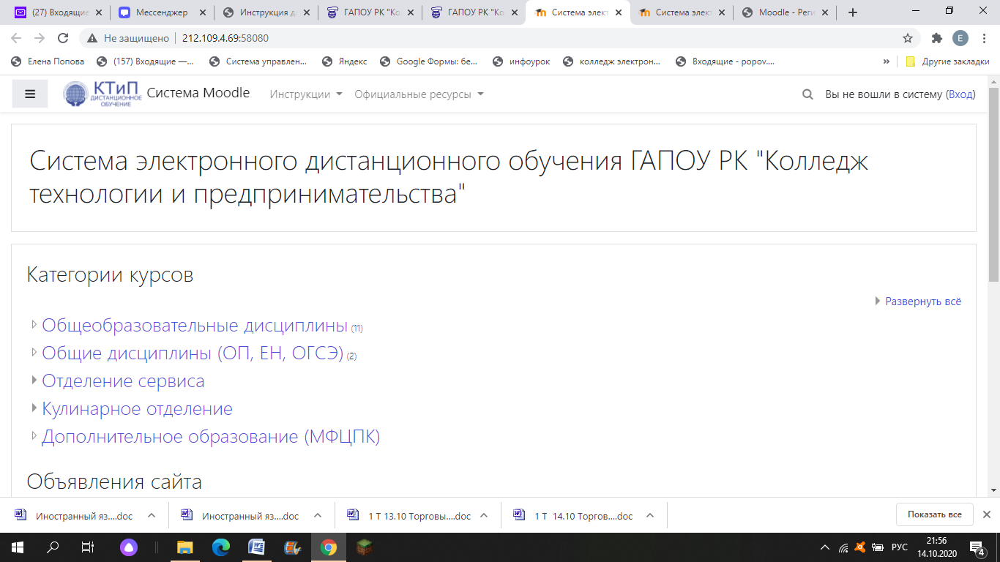 (27) Входящие
Мессенджер
Инструкция д
ГАПОУ РК "Ко
ГАПОУ РК "Ко
Система элект
Система элект
Moodle - Реги
Не защищено | 212.109.4.69:58080
E
Елена Попова
(157) Входящие —...
Система управлен...
Яндекс
Google Формы: бе...
инфоурок
колледж электрон...
Входящие - popov....
»
Другие закладки
КТиП
ДИСТАНЦИОННОЕ
ОБУЧЕНИЕ
Система Moodle
Инструкции
Официальные ресурсы
Вы не вошли в систему (Вход)
Система электронного дистанционного обучения ГАПОУ РК "Колледж
технологии и предпринимательства"
Категории курсов
Развернуть всё
Общеобразовательные дисциплины (11)
Общие дисциплины (ОП, ЕН, ОГСЭ) (2)
Отделение сервиса
Кулинарное отделение
Дополнительное образование (МФЦПК)
Объявления сайта
Иностранный яз....doc
Иностранный яз....doc
1 Т 13.10 Торговы....doc
1 Т 14.10 Торгов....doc
Показать все
РУС
21:56
14.10.2020
4